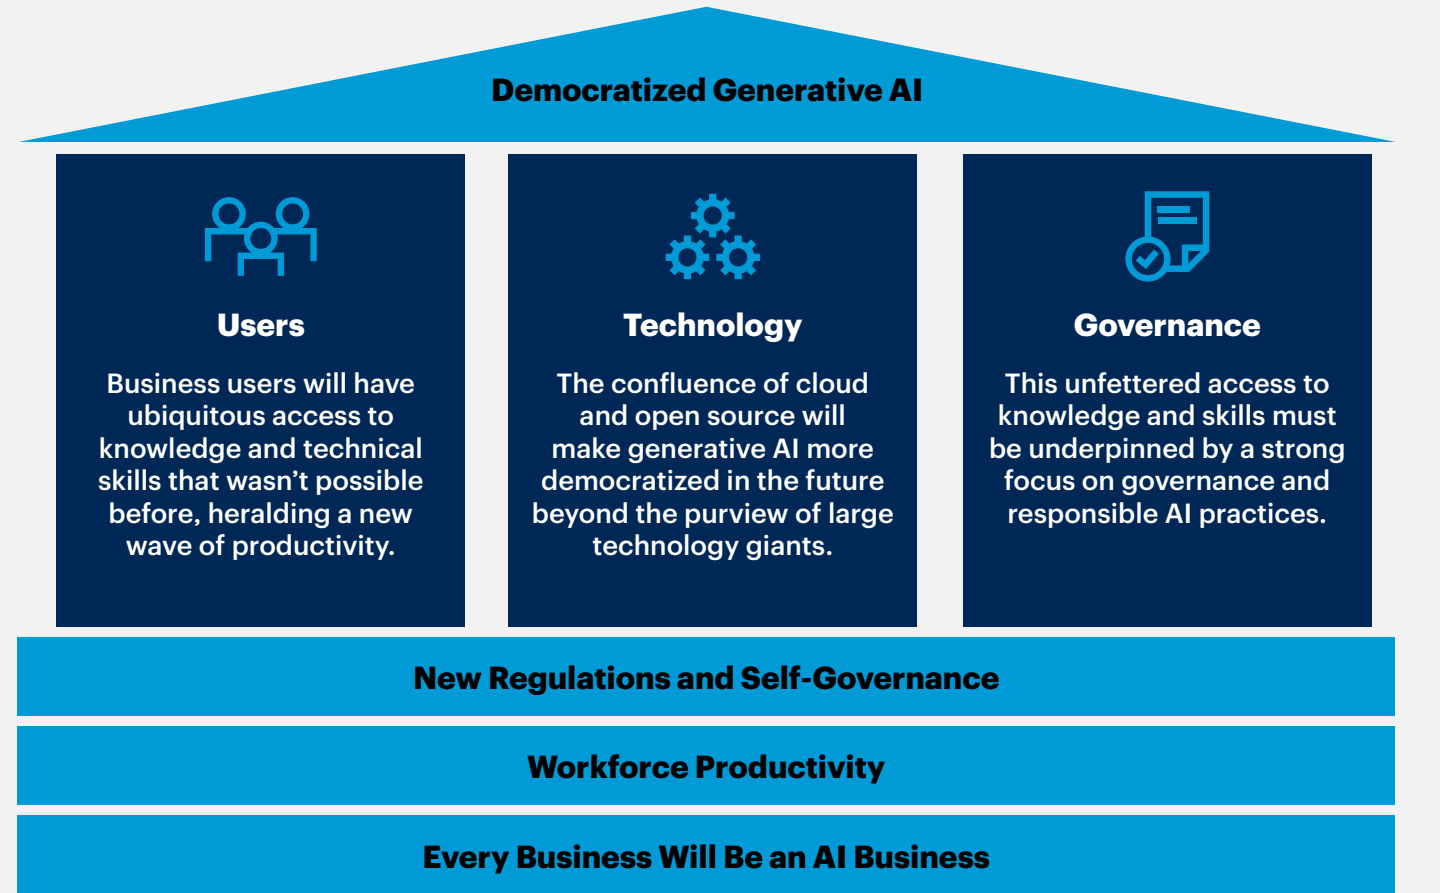 Democratized Generative AI
Users
Business users will have
ubiquitous access to
knowledge and technical
skills that wasn’t possible
before, heralding a new
wave of productivity.
Technology
The confluence of cloud
and open source will
make generative AI more
democratized in the future
beyond the purview of large
technology giants.
Governance
This unfettered access to
knowledge and skills must
be underpinned by a strong
focus on governance and
responsible AI practices.
New Regulations and Self-Governance
Workforce Productivity
Every Business Will Be an AI Business